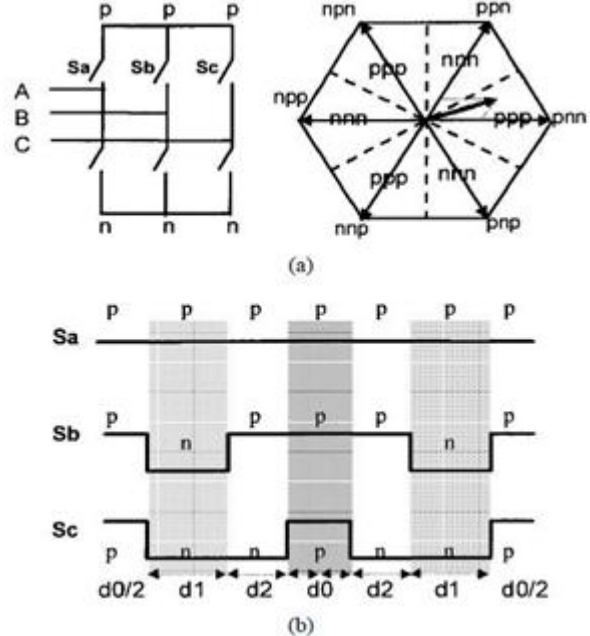 p p p
Sa Sb Sc
A
B
C
n n n
npn ppn
ppp nnn
npp nnn ppp pnn
ppp nnn
nnp pnp
(a)
p p p p p p p
Sa
p p p p p
Sb
n n
Sc
p n n p n n p
d0/2 d1 d2 d0 d2 d1 d0/2
(b)